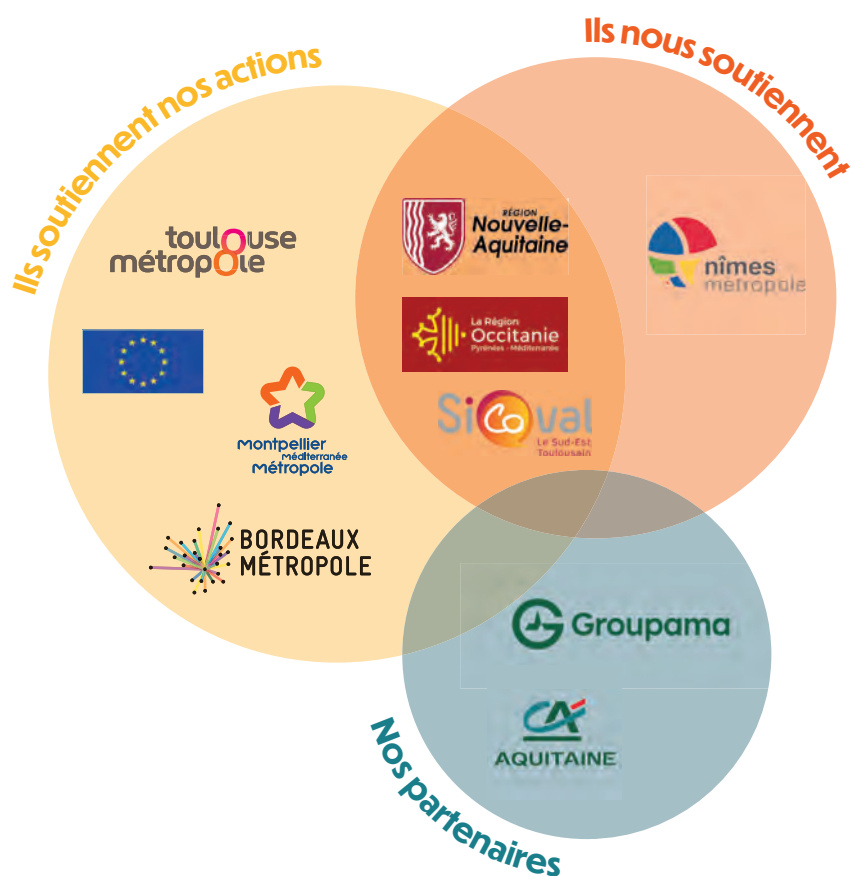 Ils soutiennent nos actions
Ils nous soutiennent
toulouse
métropole
RÉGION
Nouvelle-
Aquitaine
nîmes
métropole
La Région
Occitanie
Pyrénées - Méditerranée
montpellier
méditerranée
métropole
Sicoval
Le Sud-Est
Toulousain
BORDEAUX
MÉTROPOLE
Groupama
CA
AQUITAINE
Nos partenaires